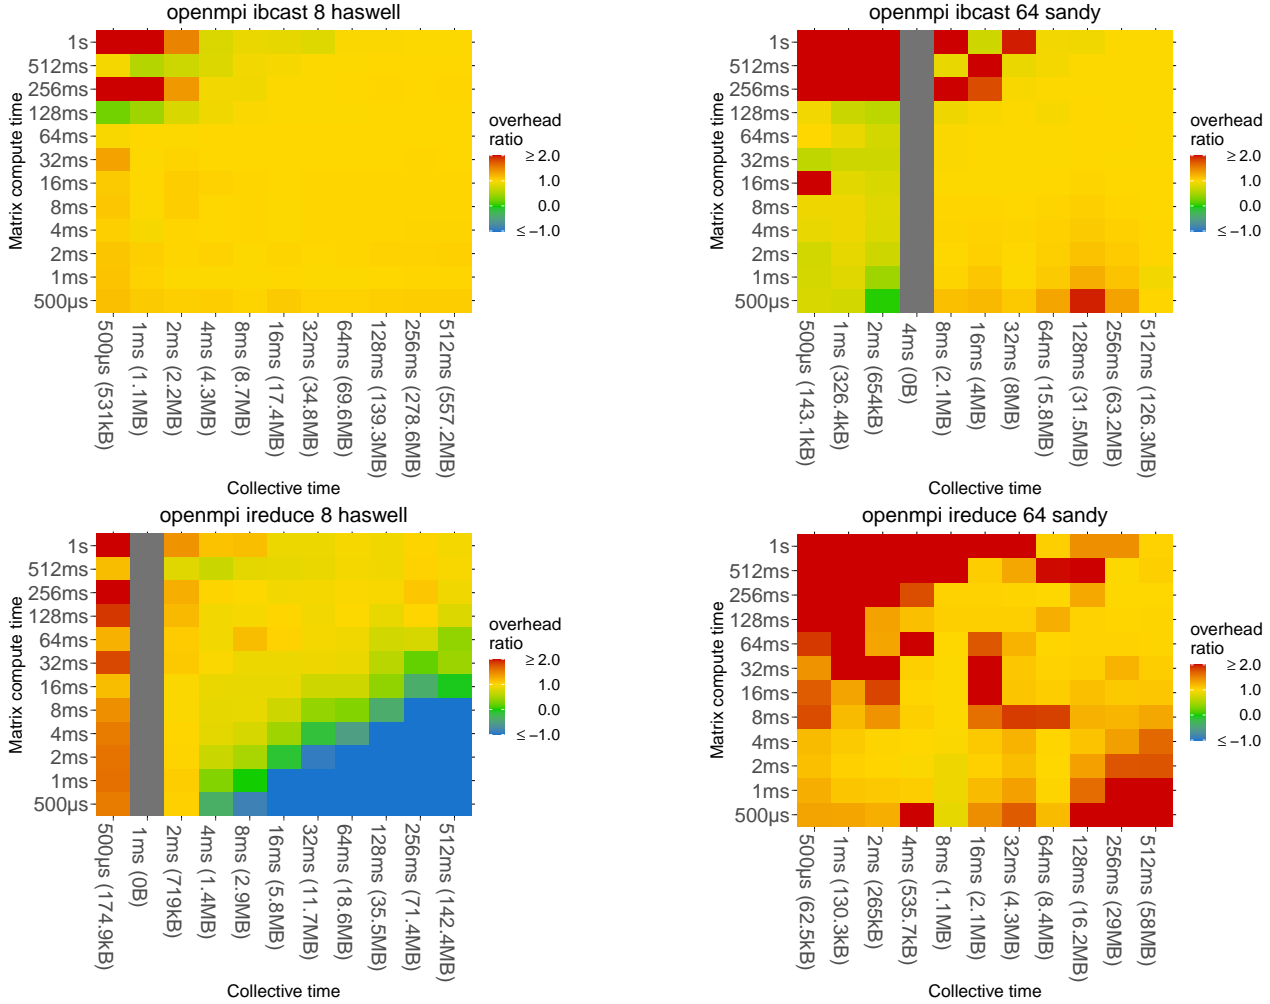 openmpi ibcast 8 haswell
Matrix compute time
1s
512ms
256ms
128ms
64ms
32ms
16ms
8ms
4ms
2ms
1ms
500µs
500µs (531kB)
1ms (1.1MB)
2ms (2.2MB)
4ms (4.3MB)
8ms (8.7MB)
16ms (17.4MB)
32ms (34.8MB)
64ms (69.6MB)
128ms (139.3MB)
256ms (278.6MB)
512ms (557.2MB)
Collective time
overhead
ratio
≥ 2.0
1.0
0.0
≤ −1.0
openmpi ibcast 64 sandy
Matrix compute time
1s
512ms
256ms
128ms
64ms
32ms
16ms
8ms
4ms
2ms
1ms
500µs
500µs (143.1kB)
1ms (326.4kB)
2ms (654kB)
4ms (0B)
8ms (2.1MB)
16ms (4MB)
32ms (8MB)
64ms (15.8MB)
128ms (31.5MB)
256ms (63.2MB)
512ms (126.3MB)
Collective time
overhead
ratio
≥ 2.0
1.0
0.0
≤ −1.0
openmpi ireduce 8 haswell
Matrix compute time
1s
512ms
256ms
128ms
64ms
32ms
16ms
8ms
4ms
2ms
1ms
500µs
500µs (174.9kB)
1ms (0B)
2ms (719kB)
4ms (1.4MB)
8ms (2.9MB)
16ms (5.8MB)
32ms (11.7MB)
64ms (18.6MB)
128ms (35.5MB)
256ms (71.4MB)
512ms (142.4MB)
Collective time
overhead
ratio
≥ 2.0
1.0
0.0
≤ −1.0
openmpi ireduce 64 sandy
Matrix compute time
1s
512ms
256ms
128ms
64ms
32ms
16ms
8ms
4ms
2ms
1ms
500µs
500µs (62.5kB)
1ms (130.3kB)
2ms (265kB)
4ms (535.7kB)
8ms (1.1MB)
16ms (2.1MB)
32ms (4.3MB)
64ms (8.4MB)
128ms (16.2MB)
256ms (29MB)
512ms (58MB)
Collective time
overhead
ratio
≥ 2.0
1.0
0.0
≤ −1.0